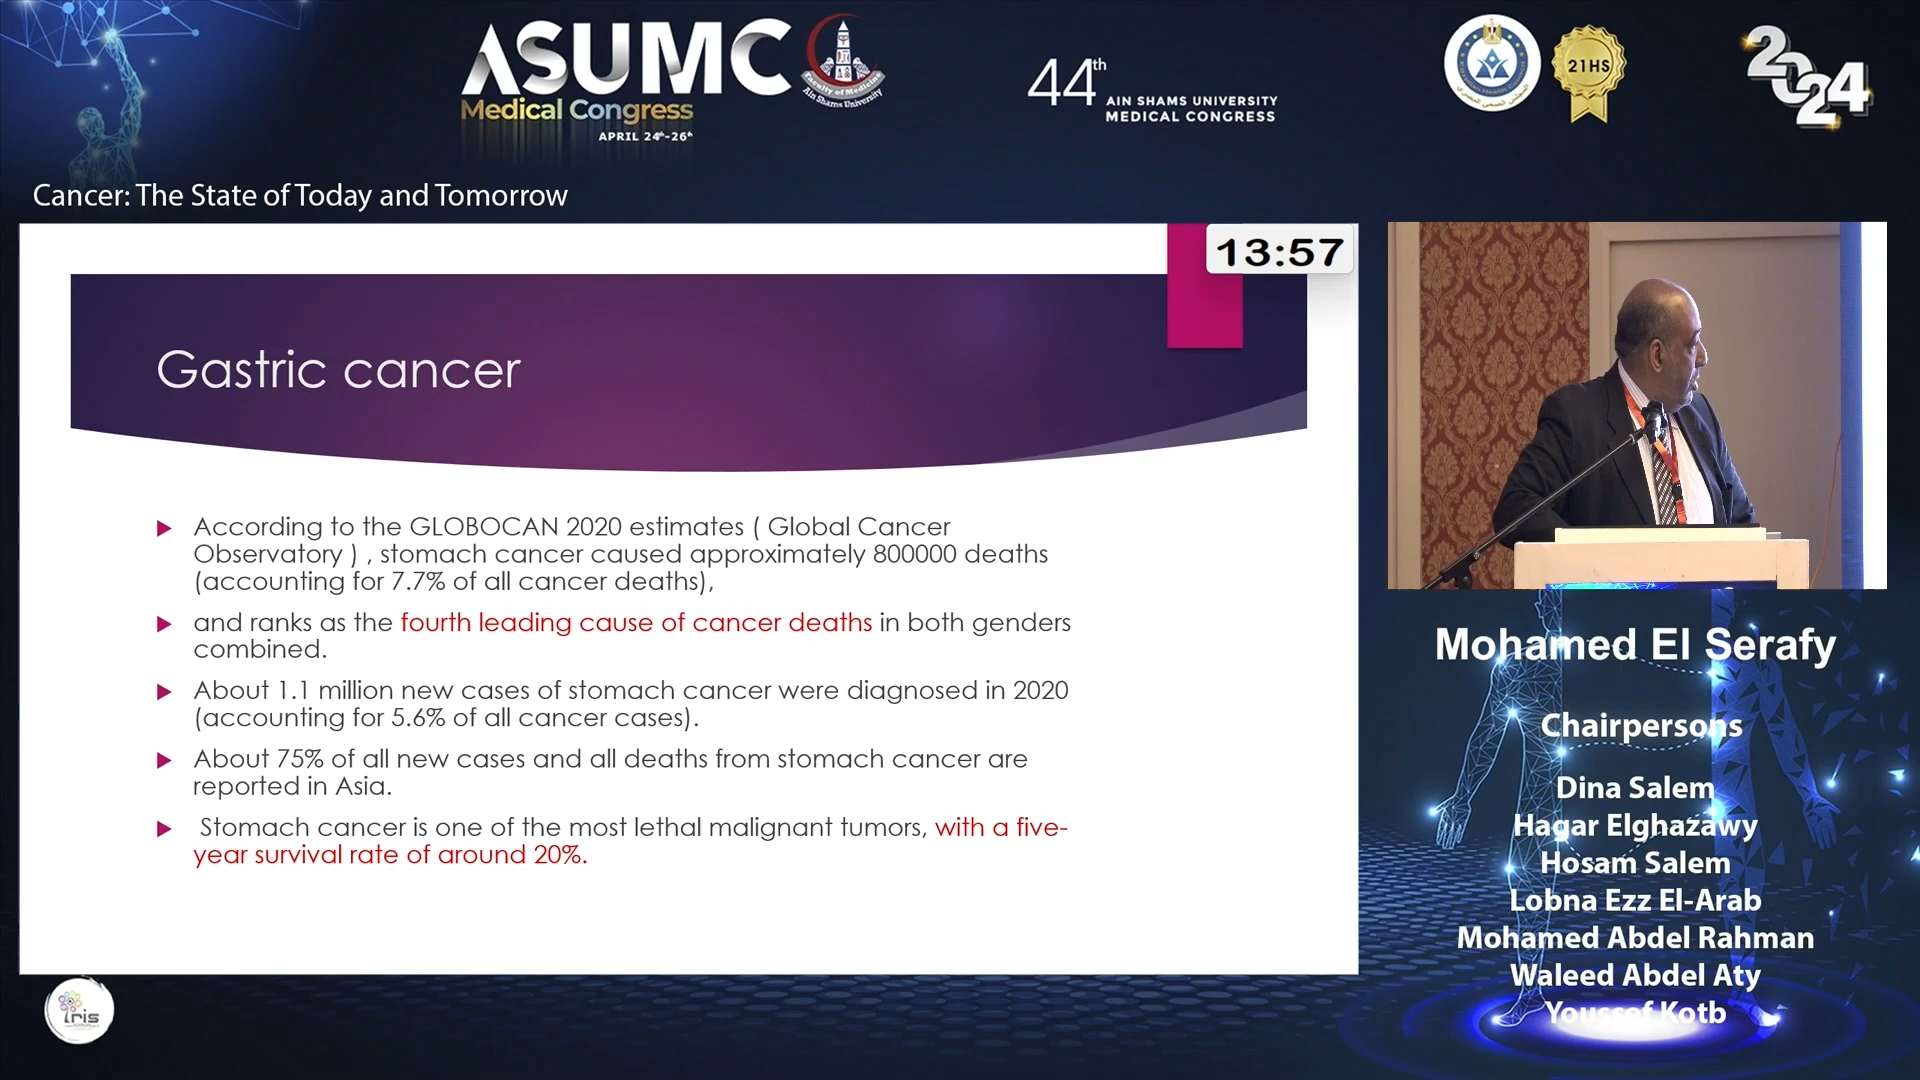 ASUMC
Medical Congress
APRIL 24th-26th
Faculty of Medicine
Ain Shams University
44th
AIN SHAMS UNIVERSITY
MEDICAL CONGRESS
21HS
2024
Cancer: The State of Today and Tomorrow
13:57
Gastric cancer
According to the GLOBOCAN 2020 estimates ( Global Cancer
Observatory ) , stomach cancer caused approximately 800000 deaths
(accounting for 7.7% of all cancer deaths),
and ranks as the fourth leading cause of cancer deaths in both genders
combined.
About 1.1 million new cases of stomach cancer were diagnosed in 2020
(accounting for 5.6% of all cancer cases).
About 75% of all new cases and all deaths from stomach cancer are
reported in Asia.
Stomach cancer is one of the most lethal malignant tumors, with a five-
year survival rate of around 20%.
Mohamed El Serafy
Chairpersons
Dina Salem
Hagar Elghazawy
Hosam Salem
Lobna Ezz El-Arab
Mohamed Abdel Rahman
Waleed Abdel Aty
Youssef Kotb
iris